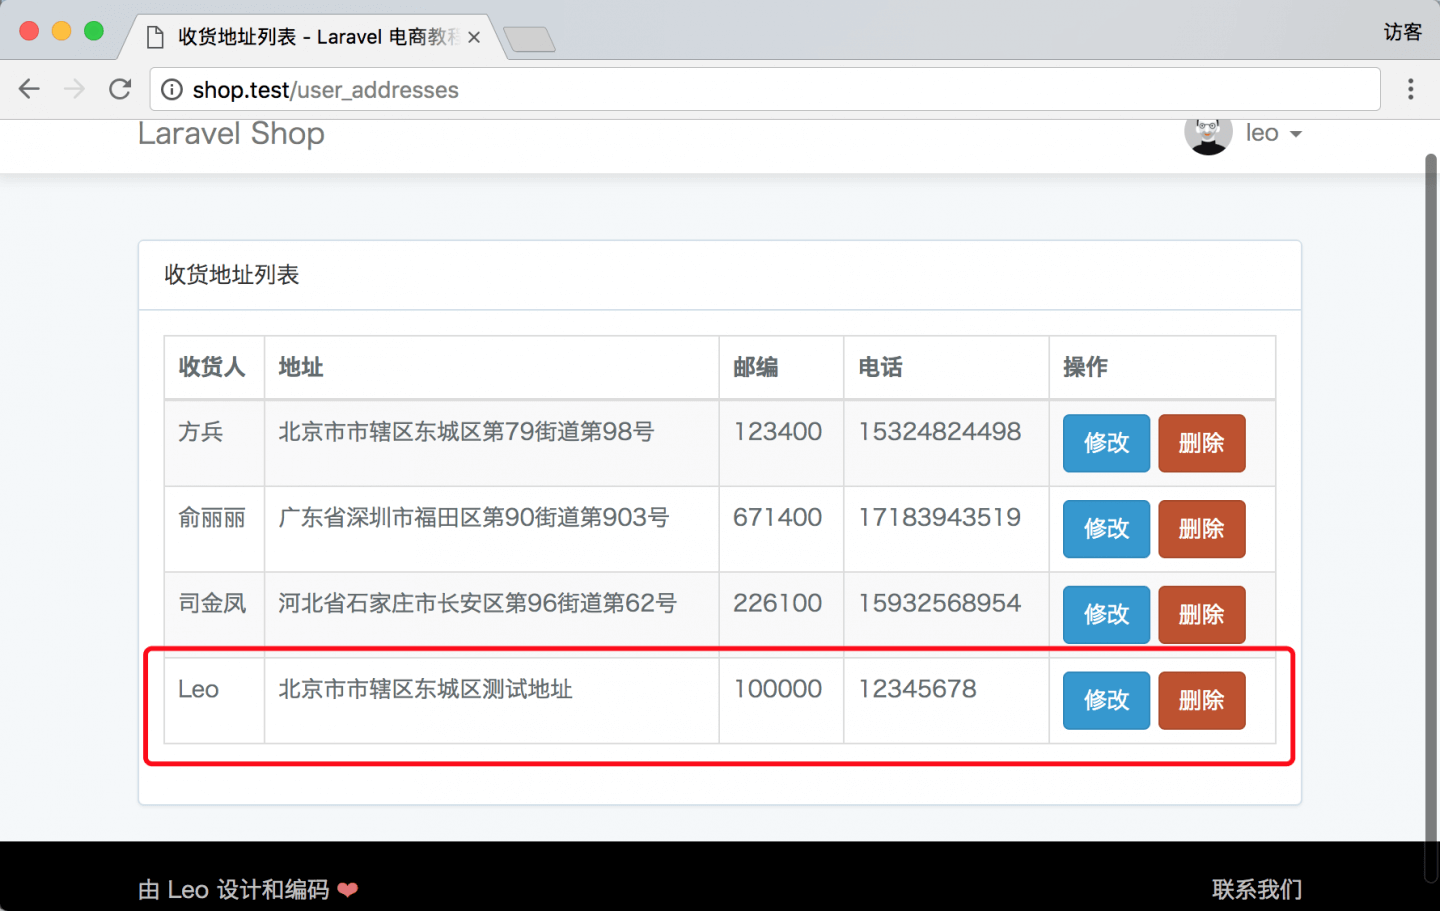 收货地址列表 - Laravel 电商教程
访客
shop.test/user_addresses
Laravel Shop
leo
收货地址列表
收货人 地址 邮编 电话 操作
方兵 北京市市辖区东城区第79街道第98号 123400 15324824498 修改 删除
俞丽丽 广东省深圳市福田区第90街道第903号 671400 17183943519 修改 删除
司金凤 河北省石家庄市长安区第96街道第62号 226100 15932568954 修改 删除
Leo 北京市市辖区东城区测试地址 100000 12345678 修改 删除
由 Leo 设计和编码 ❤
联系我们